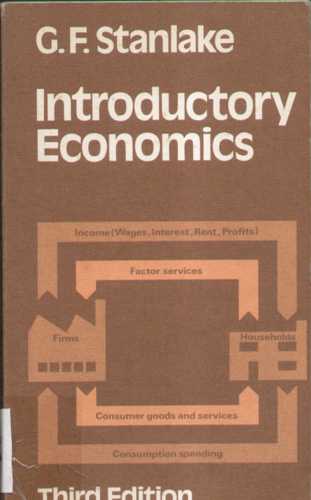 G. F. Stanlake
Introductory
Economics
Income (Wages, Interest, Rent, Profits)
Factor services
Firms
Households
Consumer goods and services
Consumption spending
Third Edition